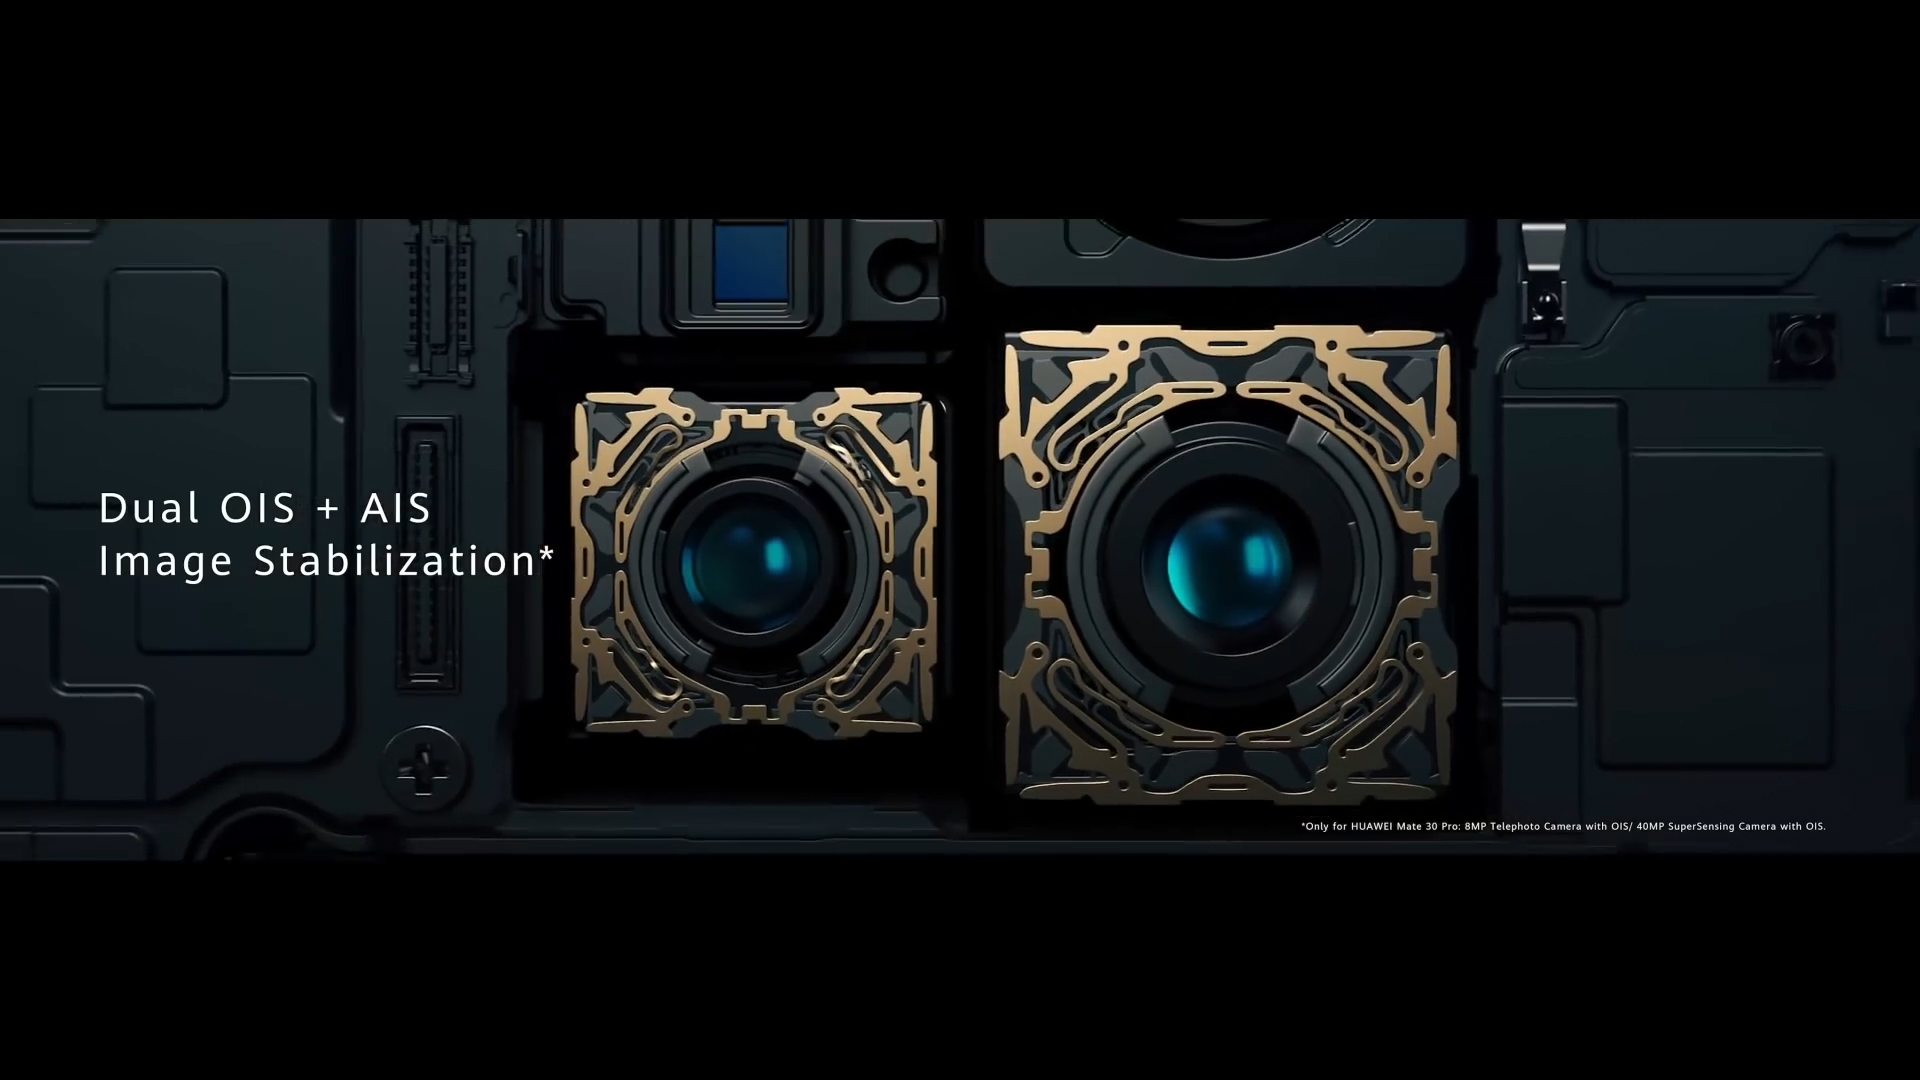 Dual OIS + AIS
Image Stabilization*
*Only for HUAWEI Mate 30 Pro: 8MP Telephoto Camera with OIS/ 40MP SuperSensing Camera with OIS.